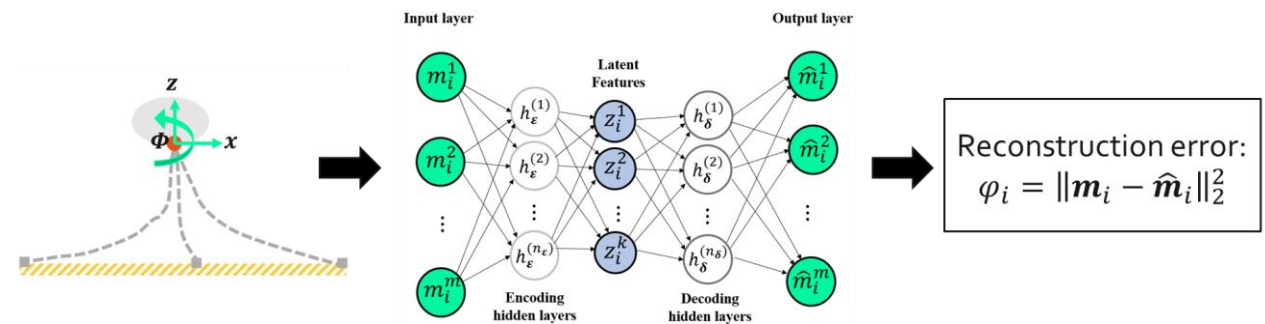 Input layer
Output layer
Latent
Features
z
Φ
x
m_i^1
m_i^2
⋮
m_i^m
h_ε^(1)
h_ε^(2)
⋮
h_ε^(n_ε)
z_i^1
z_i^2
⋮
z_i^k
h_δ^(1)
h_δ^(2)
⋮
h_δ^(n_δ)
m̂_i^1
m̂_i^2
⋮
m̂_i^m
Encoding
hidden layers
Decoding
hidden layers
Reconstruction error:
φ_i = ‖m_i − m̂_i‖_2^2